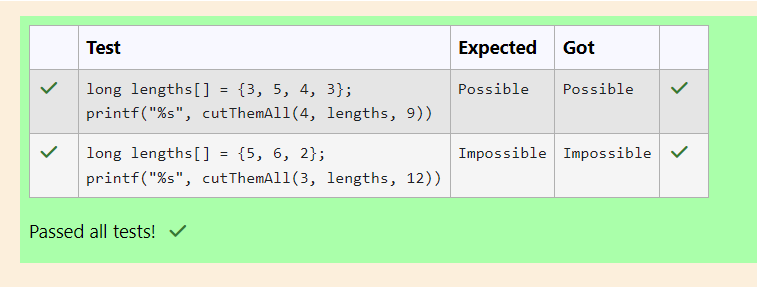 Test Expected Got
long lengths[] = {3, 5, 4, 3}; Possible Possible
printf("%s", cutThemAll(4, lengths, 9))
long lengths[] = {5, 6, 2}; Impossible Impossible
printf("%s", cutThemAll(3, lengths, 12))
Passed all tests!